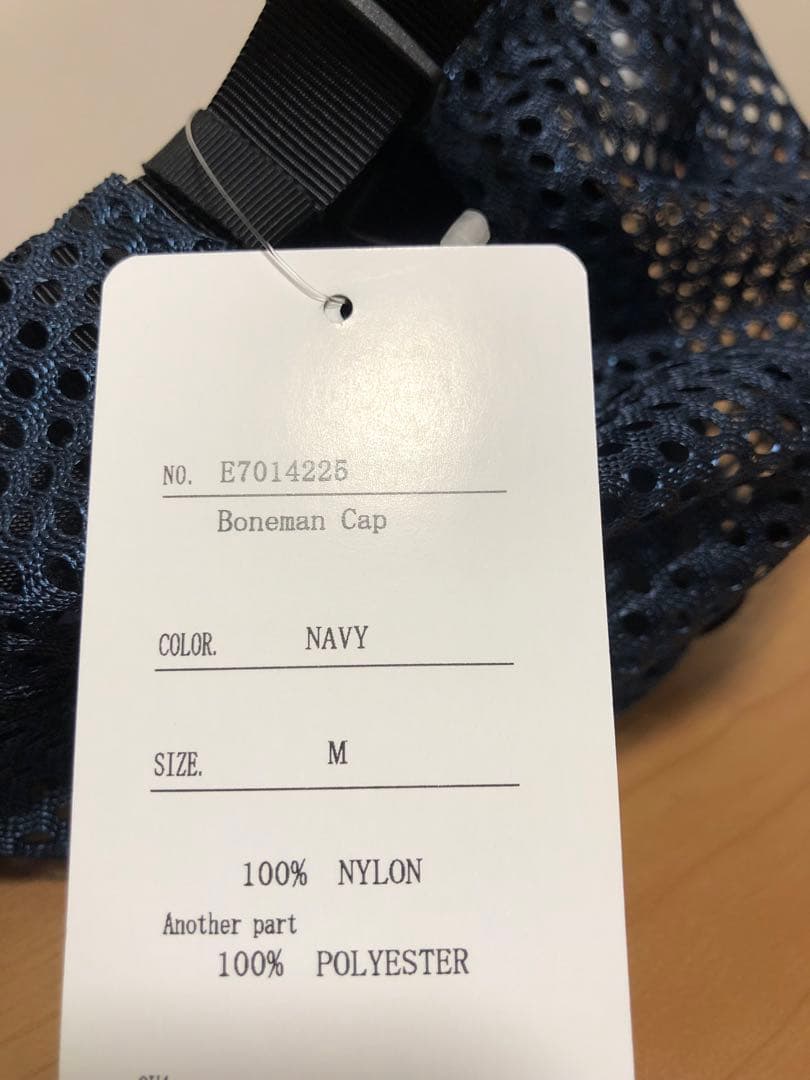 NO. E7014225
Boneman Cap
COLOR. NAVY
SIZE. M
100% NYLON
Another part
100% POLYESTER